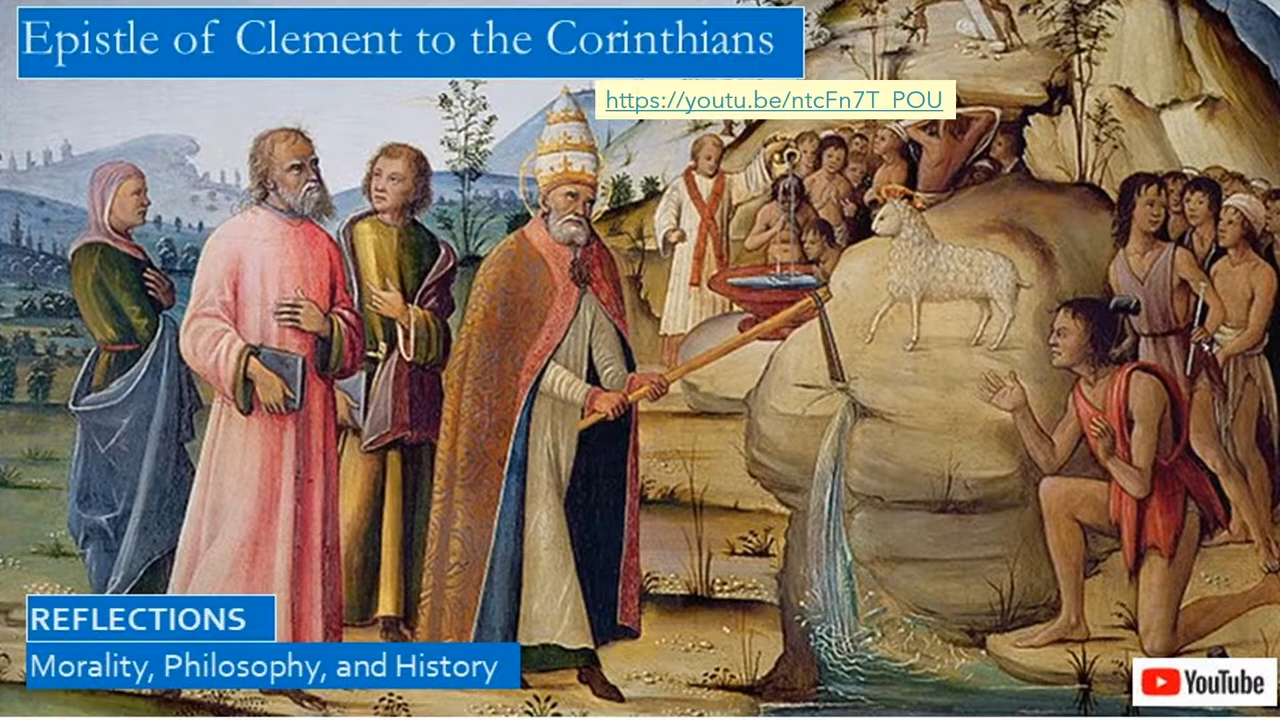 Epistle of Clement to the Corinthians
https://youtu.be/ntcFn7T_POU
REFLECTIONS
Morality, Philosophy, and History
YouTube